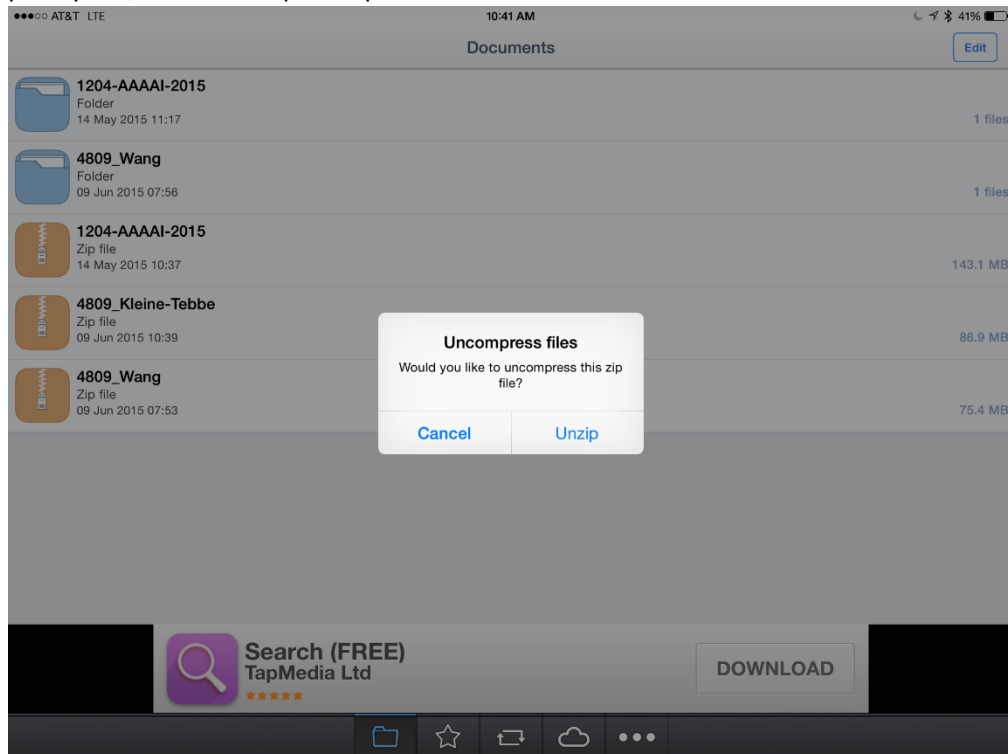 AT&T LTE
10:41 AM
41%
Documents
Edit
1204-AAAAI-2015
Folder
14 May 2015 11:17
1 files
4809_Wang
Folder
09 Jun 2015 07:56
1 files
1204-AAAAI-2015
Zip file
14 May 2015 10:37
143.1 MB
4809_Kleine-Tebbe
Zip file
09 Jun 2015 10:39
86.9 MB
4809_Wang
Zip file
09 Jun 2015 07:53
75.4 MB
Uncompress files
Would you like to uncompress this zip
file?
Cancel
Unzip
Search (FREE)
TapMedia Ltd
DOWNLOAD